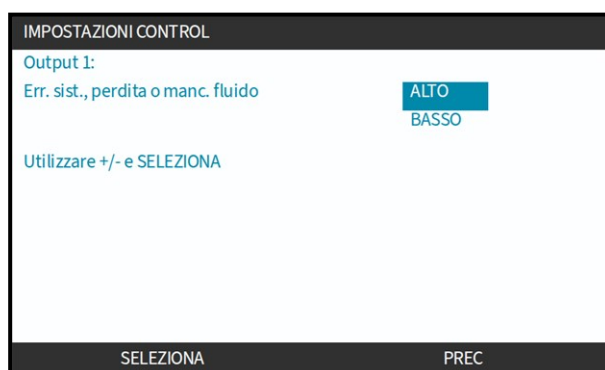 IMPOSTAZIONI CONTROL
Output 1:
Err. sist., perdita o manc. fluido ALTO
BASSO
Utilizzare +/- e SELEZIONA
SELEZIONA PREC